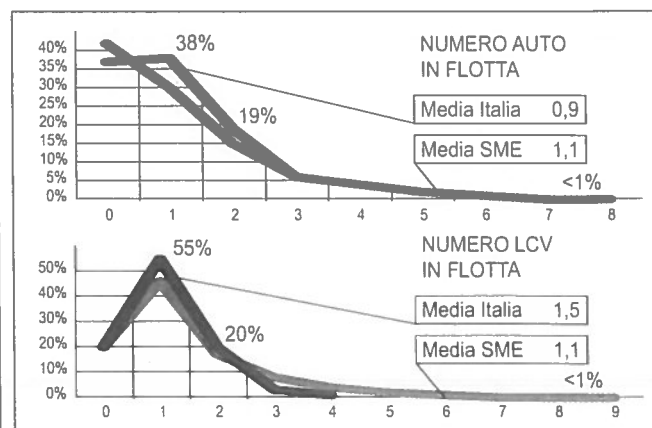 40%
35%
30%
25%
20%
15%
10%
5%
0%
38%
19%
NUMERO AUTO
IN FLOTTA
Media Italia 0,9
Media SME 1,1
<1%
0 1 2 3 4 5 6 7 8
50%
40%
30%
20%
10%
0%
55%
20%
NUMERO LCV
IN FLOTTA
Media Italia 1,5
Media SME 1,1
<1%
0 1 2 3 4 5 6 7 8 9